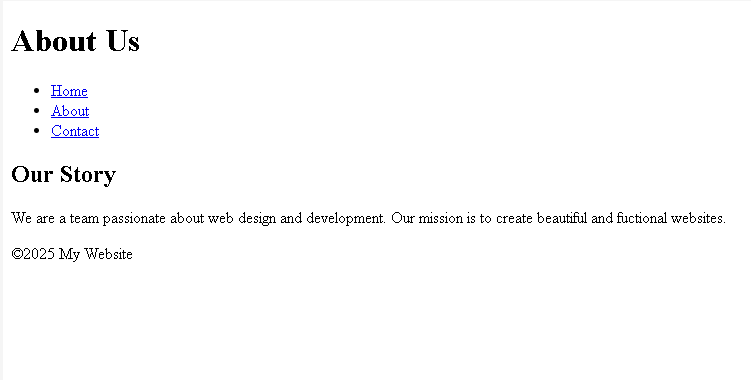 About Us
Home
About
Contact
Our Story
We are a team passionate about web design and development. Our mission is to create beautiful and fuctional websites.
©2025 My Website